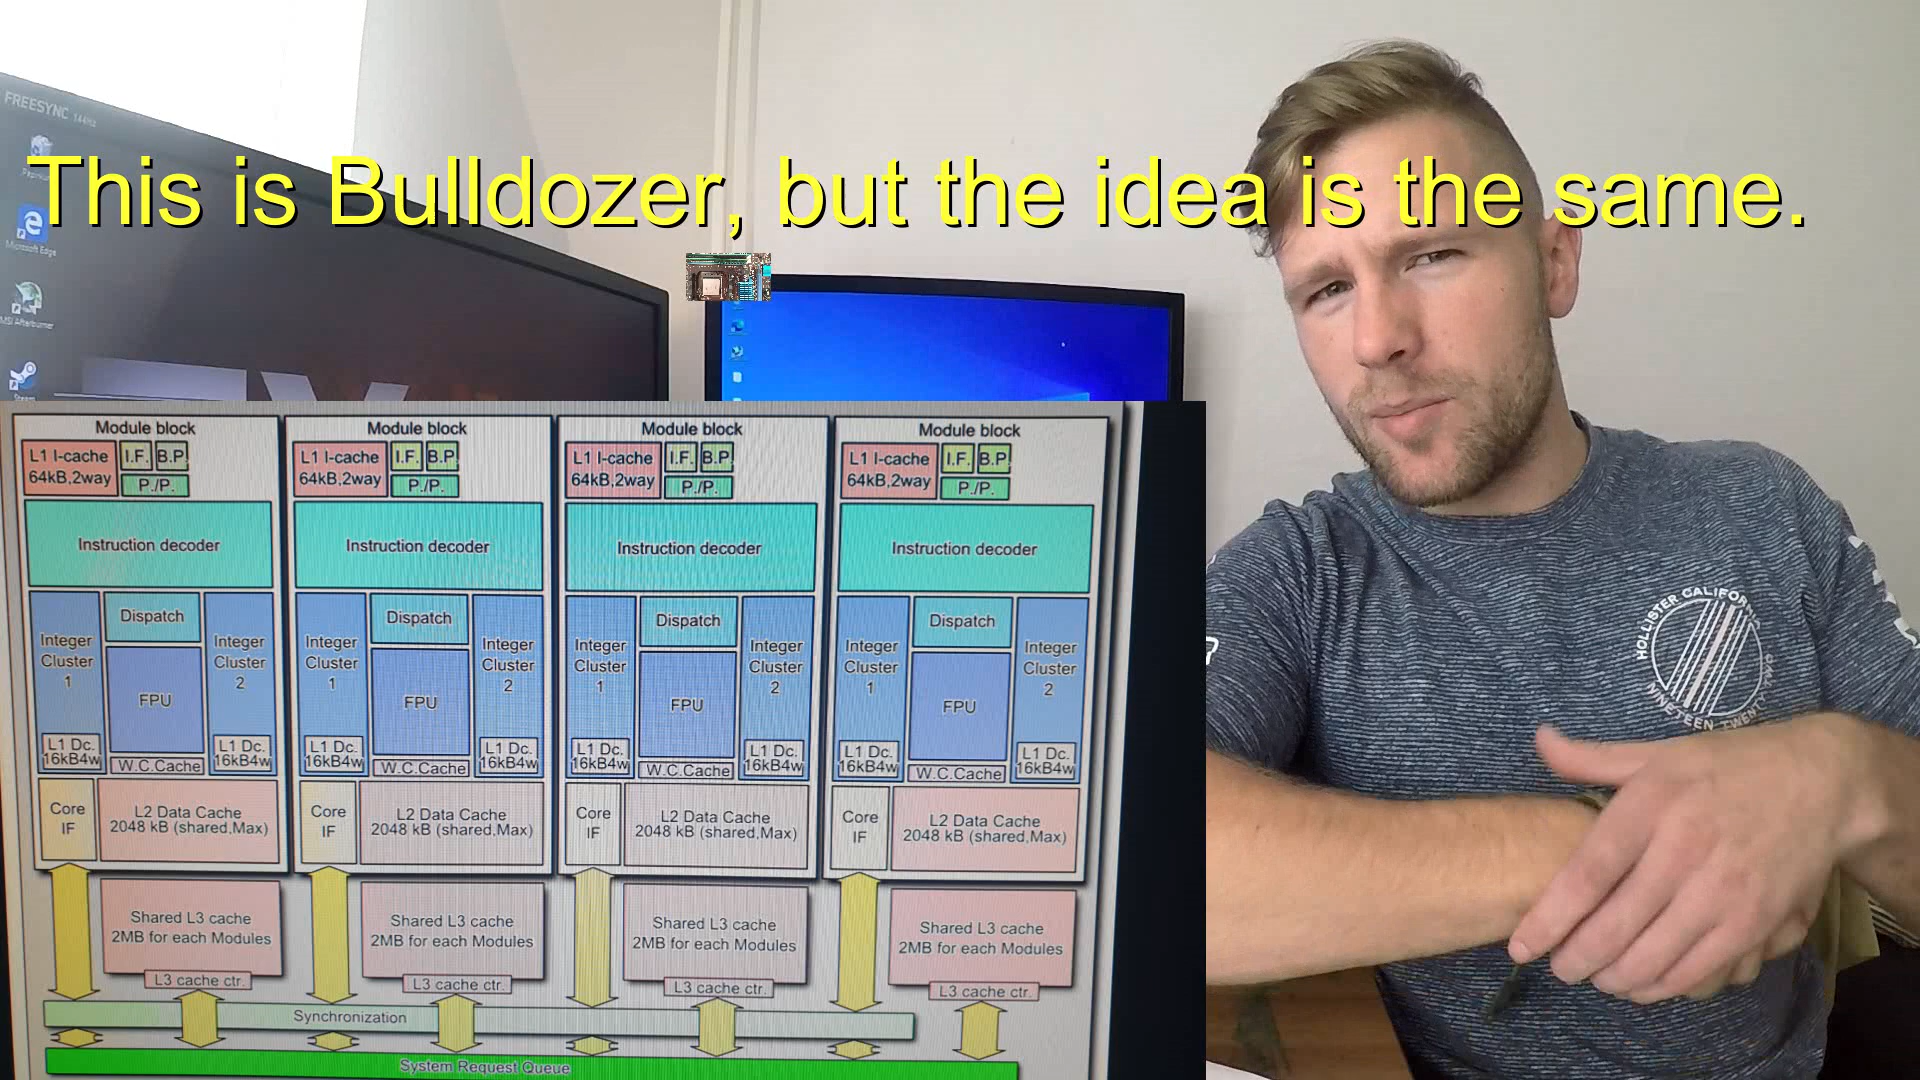 FREESYNC 144Hz
This is Bulldozer, but the idea is the same.
Microsoft Edge
MSI Afterburner
Steam
Module block
L1 I-cache
64kB,2way
I.F.
B.P.
P./P.
Instruction decoder
Integer
Cluster
1
Dispatch
FPU
Integer
Cluster
2
L1 Dc.
16kB4w
W.C.Cache
L1 Dc.
16kB4w
Core
IF
L2 Data Cache
2048 kB (shared,Max)
Shared L3 cache
2MB for each Modules
L3 cache ctr.
Module block
L1 I-cache
64kB,2way
I.F.
B.P.
P./P.
Instruction decoder
Integer
Cluster
1
Dispatch
FPU
Integer
Cluster
2
L1 Dc.
16kB4w
W.C.Cache
L1 Dc.
16kB4w
Core
IF
L2 Data Cache
2048 kB (shared,Max)
Shared L3 cache
2MB for each Modules
L3 cache ctr.
Module block
L1 I-cache
64kB,2way
I.F.
B.P.
P./P.
Instruction decoder
Integer
Cluster
1
Dispatch
FPU
Integer
Cluster
2
L1 Dc.
16kB4w
W.C.Cache
L1 Dc.
16kB4w
Core
IF
L2 Data Cache
2048 kB (shared,Max)
Shared L3 cache
2MB for each Modules
L3 cache ctr.
Module block
L1 I-cache
64kB,2way
I.F.
B.P.
P./P.
Instruction decoder
Integer
Cluster
1
Dispatch
FPU
Integer
Cluster
2
L1 Dc.
16kB4w
W.C.Cache
L1 Dc.
16kB4w
Core
IF
L2 Data Cache
2048 kB (shared,Max)
Shared L3 cache
2MB for each Modules
L3 cache ctr.
Synchronization
System Request Queue
HOLLISTER CALIFORNIA
NINETEEN TWENTY TWO